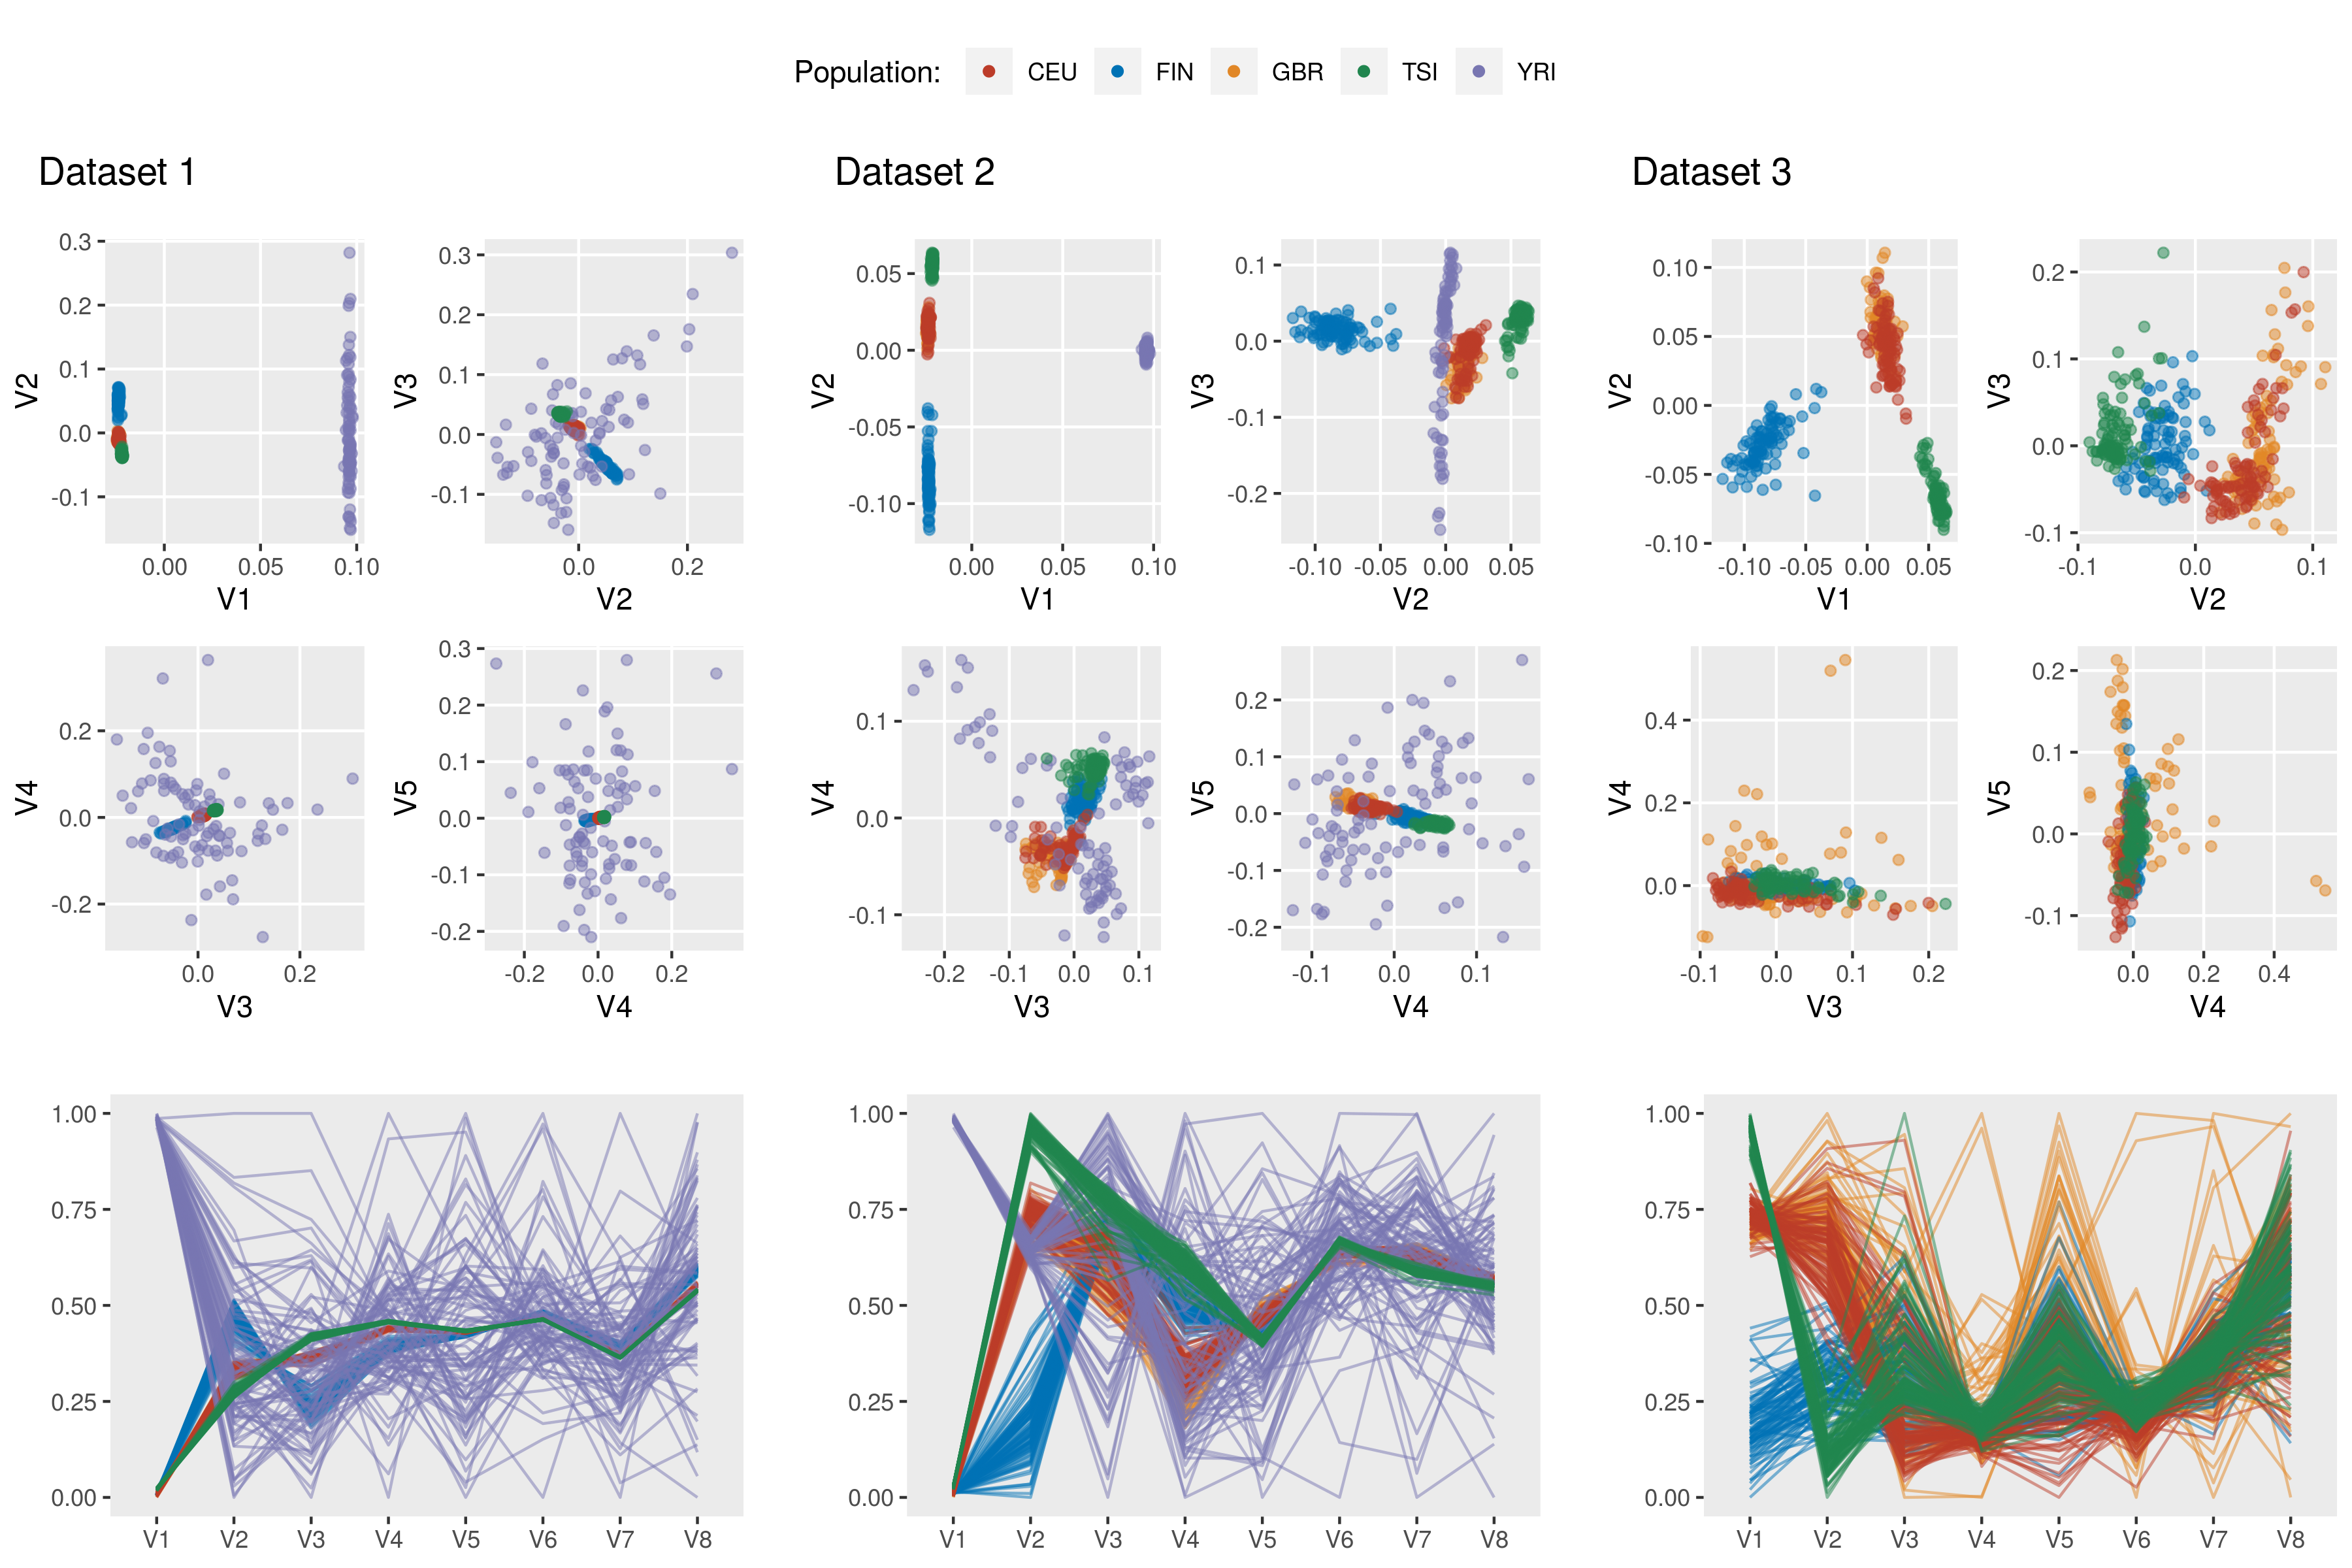 Population: CEU FIN GBR TSI YRI
Dataset 1 Dataset 2 Dataset 3
0.3
0.2
0.1
0.0
-0.1
V2
0.00 0.05 0.10
V1
0.3
0.2
0.1
0.0
-0.1
V3
0.0 0.2
V2
0.05
0.00
-0.05
-0.10
V2
0.00 0.05 0.10
V1
0.1
0.0
-0.1
-0.2
V3
-0.10 -0.05 0.00 0.05
V2
0.10
0.05
0.00
-0.05
-0.10
V2
-0.10 -0.05 0.00 0.05
V1
0.2
0.1
0.0
-0.1
V3
-0.1 0.0 0.1
V2
0.2
0.0
-0.2
V4
0.0 0.2
V3
0.3
0.2
0.1
0.0
-0.1
-0.2
V5
-0.2 0.0 0.2
V4
0.1
0.0
-0.1
V4
-0.2 -0.1 0.0 0.1
V3
0.2
0.1
0.0
-0.1
-0.2
V5
-0.1 0.0 0.1
V4
0.4
0.2
0.0
V4
-0.1 0.0 0.1 0.2
V3
0.2
0.1
0.0
-0.1
V5
0.0 0.2 0.4
V4
1.00
0.75
0.50
0.25
0.00
V1 V2 V3 V4 V5 V6 V7 V8
1.00
0.75
0.50
0.25
0.00
V1 V2 V3 V4 V5 V6 V7 V8
1.00
0.75
0.50
0.25
0.00
V1 V2 V3 V4 V5 V6 V7 V8